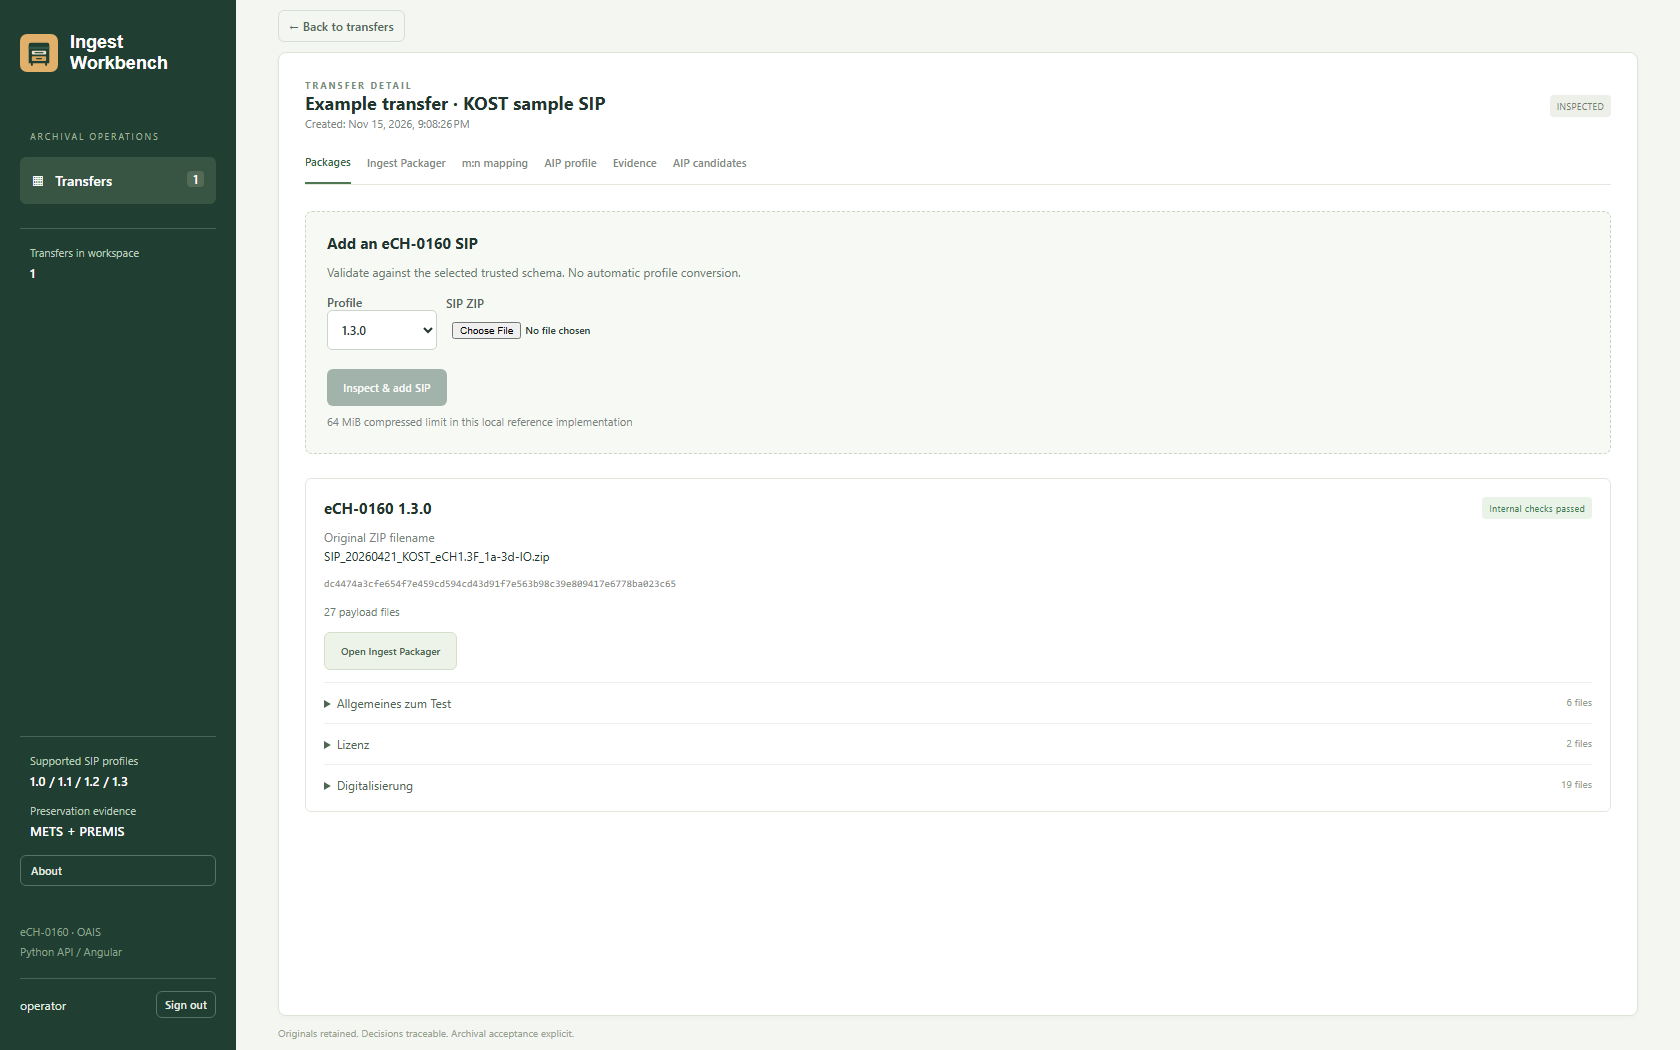 Ingest
Workbench
ARCHIVAL OPERATIONS
Transfers 1
Transfers in workspace
1
Supported SIP profiles
1.0 / 1.1 / 1.2 / 1.3
Preservation evidence
METS + PREMIS
About
eCH-0160 · OAIS
Python API / Angular
operator Sign out
← Back to transfers
TRANSFER DETAIL
Example transfer · KOST sample SIP
INSPECTED
Created: Nov 15, 2026, 9:08:26 PM
Packages Ingest Packager m:n mapping AIP profile Evidence AIP candidates
Add an eCH-0160 SIP
Validate against the selected trusted schema. No automatic profile conversion.
Profile SIP ZIP
1.3.0 Choose File No file chosen
Inspect & add SIP
64 MiB compressed limit in this local reference implementation
eCH-0160 1.3.0 Internal checks passed
Original ZIP filename
SIP_20260421_KOST_eCH1.3F_1a-3d-IO.zip
dc4474a3cfe654f7e459cd594cd43d91f7e563b98c39e809417e6778ba023c65
27 payload files
Open Ingest Packager
Allgemeines zum Test 6 files
Lizenz 2 files
Digitalisierung 19 files
Originals retained. Decisions traceable. Archival acceptance explicit.